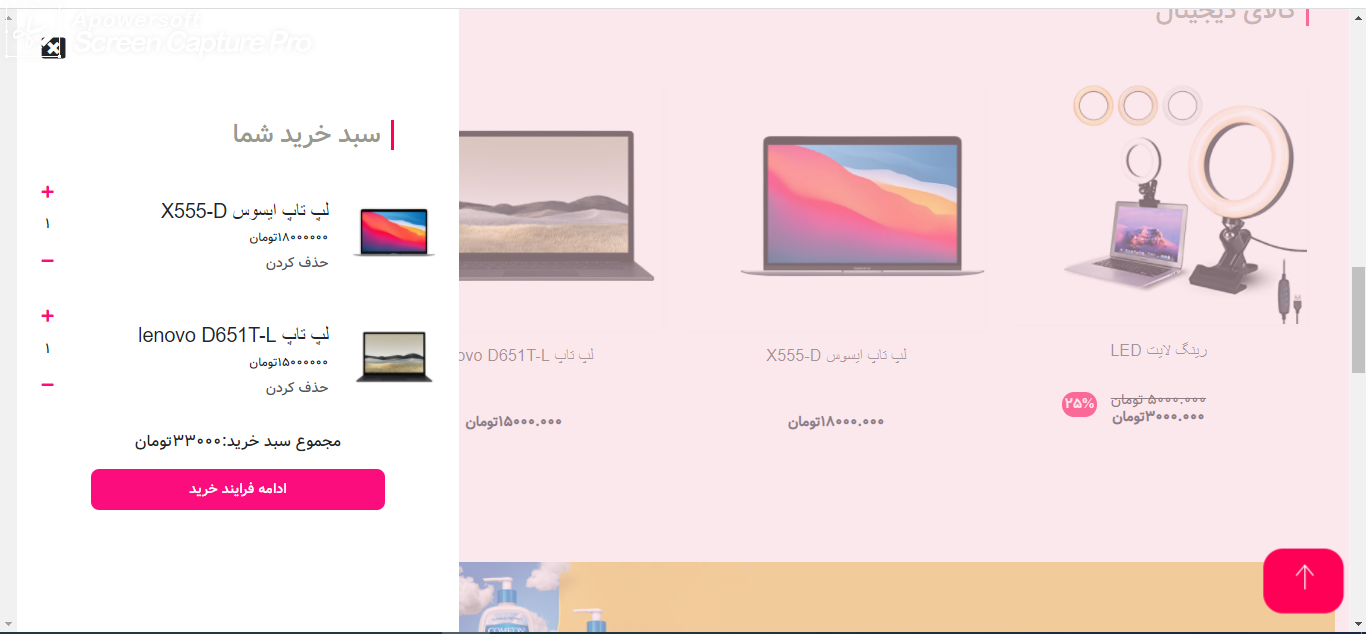 Apowersoft
Screen Capture Pro
کالای دیجیتال
سبد خرید شما
لپ تاپ ایسوس X555-D
۱۸۰۰۰۰۰۰تومان
حذف کردن
+
۱
−
لپ تاپ lenovo D651T-L
۱۵۰۰۰۰۰۰تومان
حذف کردن
+
۱
−
مجموع سبد خرید:۳۳۰۰۰تومان
ادامه فرایند خرید
رینگ لایت LED
۵۰۰۰.۰۰۰ تومان
۳۰۰۰.۰۰۰تومان
۲۵%
لپ تاپ ایسوس X555-D
۱۸۰۰۰.۰۰۰تومان
لپ تاپ ovo D651T-L
۱۵۰۰۰.۰۰۰تومان